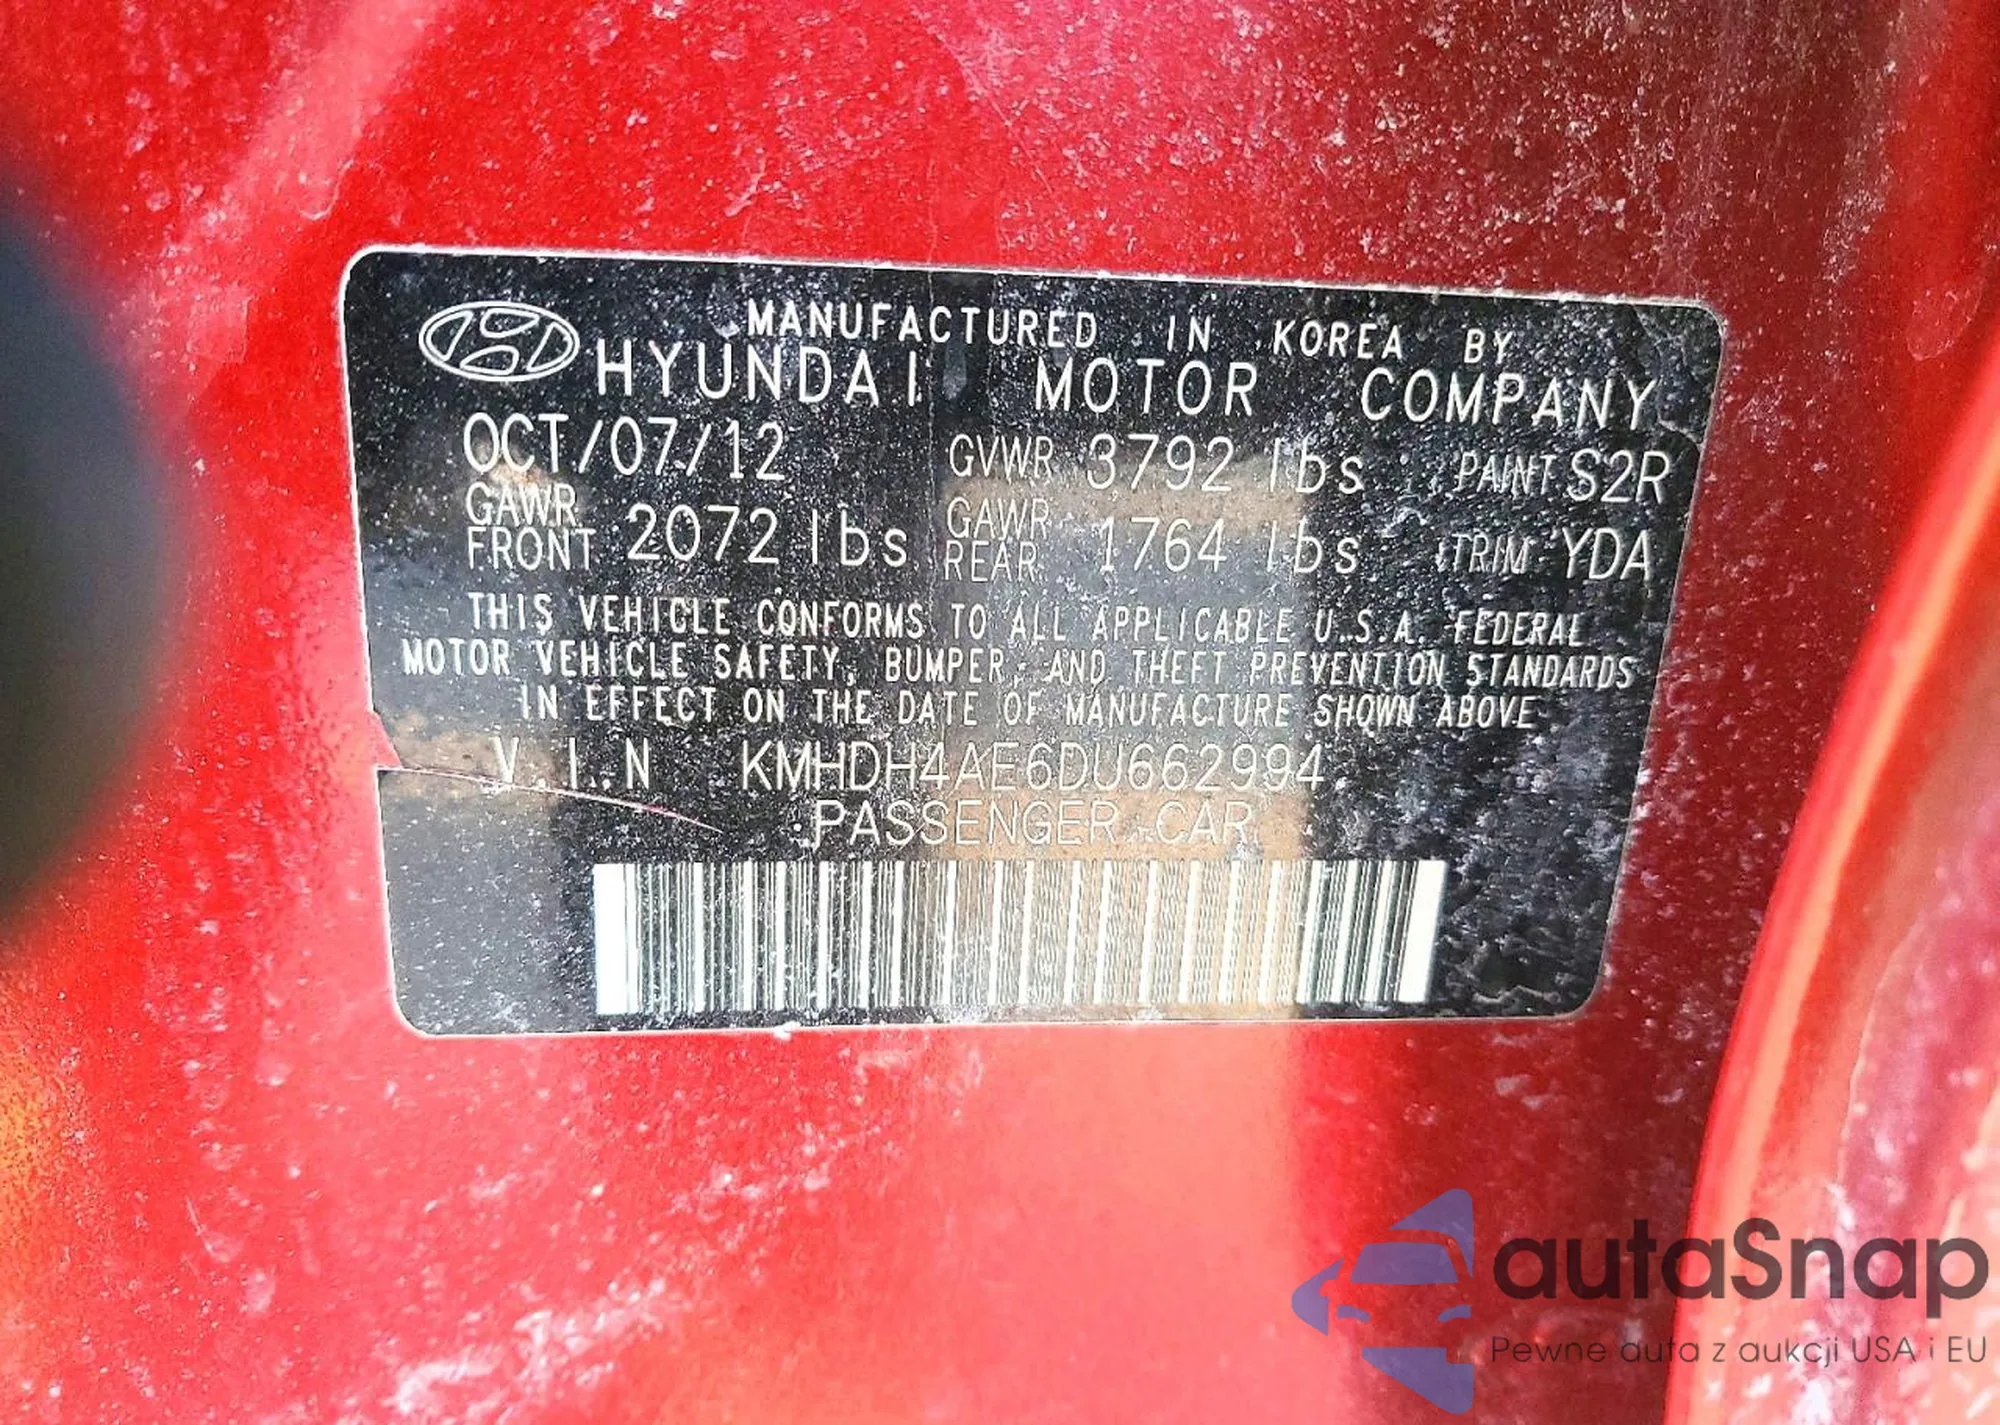 MANUFACTURED IN KOREA BY
HYUNDAI MOTOR COMPANY
OCT/07/12 GVWR 3792 lbs PAINT S2R
GAWR FRONT 2072 lbs GAWR REAR 1764 lbs TRIM YDA
THIS VEHICLE CONFORMS TO ALL APPLICABLE U.S.A. FEDERAL
MOTOR VEHICLE SAFETY, BUMPER, AND THEFT PREVENTION STANDARDS
IN EFFECT ON THE DATE OF MANUFACTURE SHOWN ABOVE
V.I.N KMHDH4AE6DU662994
PASSENGER CAR
autaSnap
Pewne auta z aukcji USA i EU